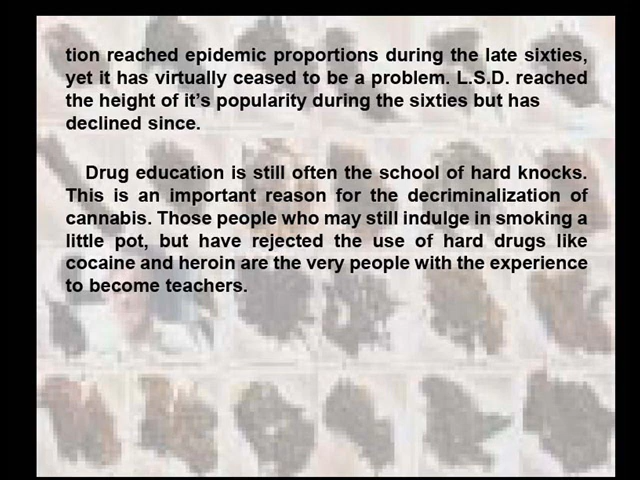 tion reached epidemic proportions during the late sixties,
yet it has virtually ceased to be a problem. L.S.D. reached
the height of it's popularity during the sixties but has
declined since.
Drug education is still often the school of hard knocks.
This is an important reason for the decriminalization of
cannabis. Those people who may still indulge in smoking a
little pot, but have rejected the use of hard drugs like
cocaine and heroin are the very people with the experience
to become teachers.